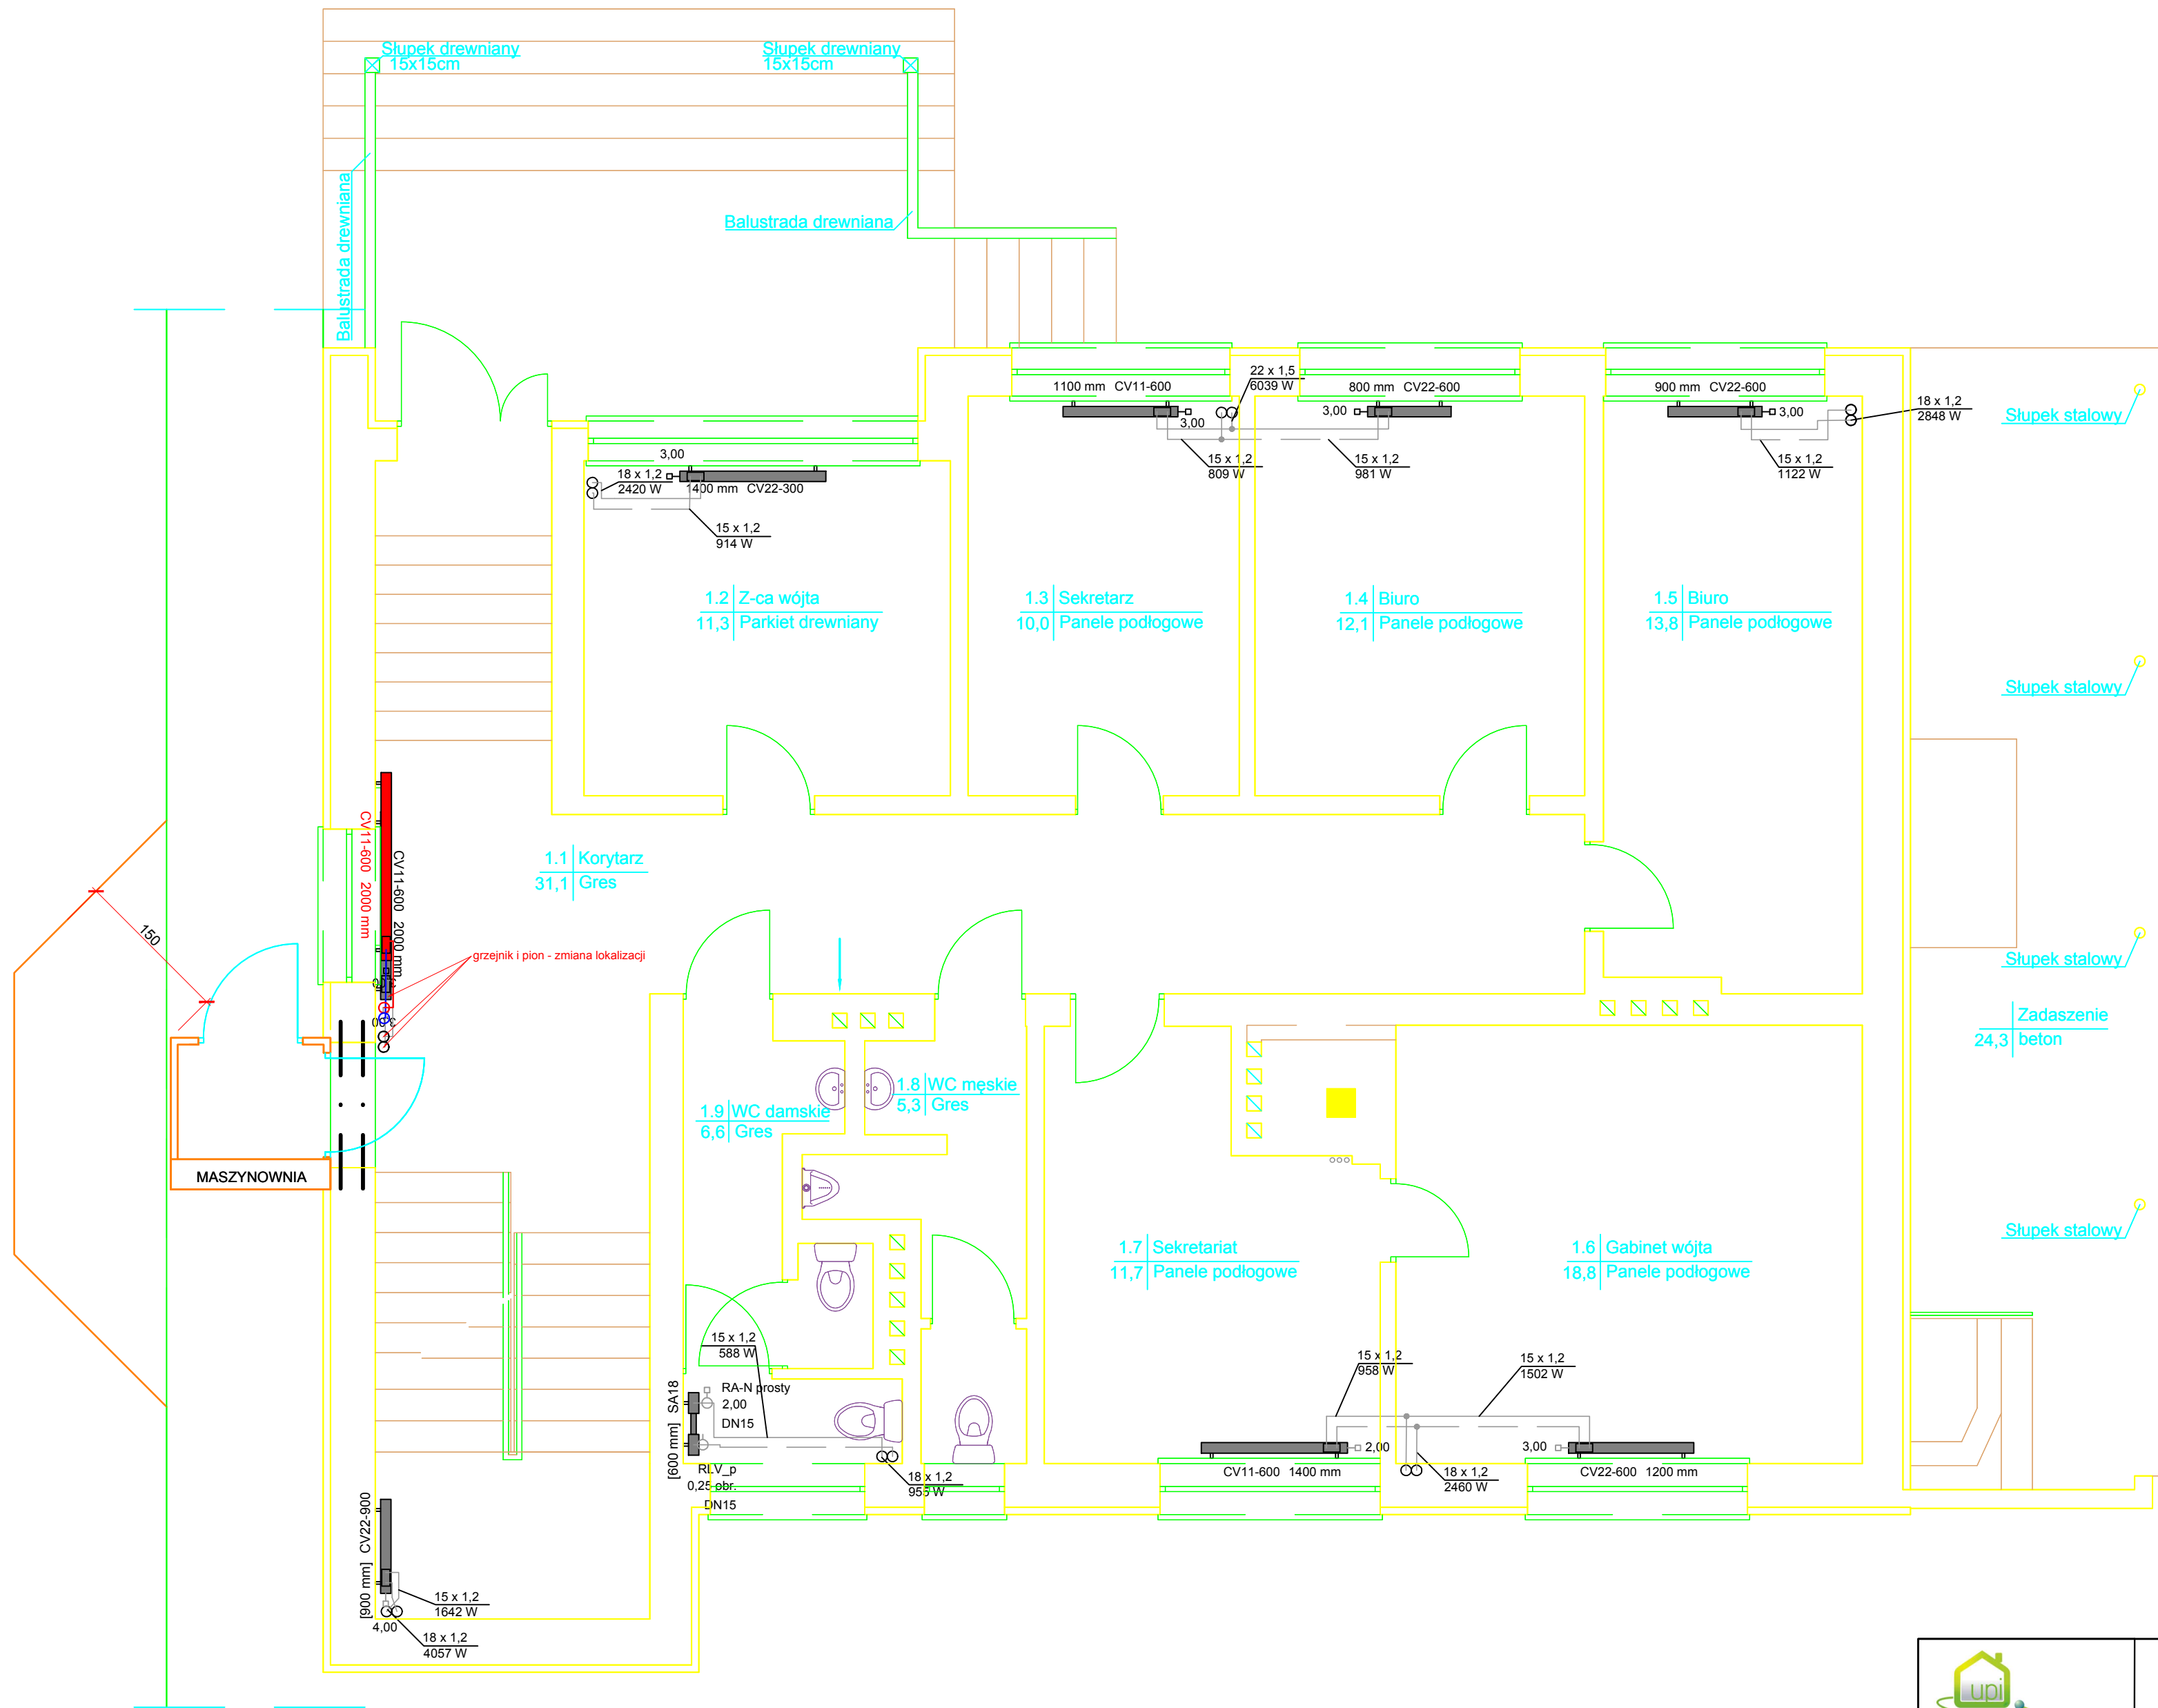 Słupek drewniany
15x15cm
Słupek drewniany
15x15cm
Balustrada drewniana
Balustrada drewniana
1100 mm CV11-600
22 x 1,5
6039 W
800 mm CV22-600
900 mm CV22-600
3,00
3,00
3,00
18 x 1,2
2848 W
Słupek stalowy
3,00
18 x 1,2
2420 W
1400 mm CV22-300
15 x 1,2
809 W
15 x 1,2
981 W
15 x 1,2
1122 W
15 x 1,2
914 W
1.2 Z-ca wójta
11,3 Parkiet drewniany
1.3 Sekretarz
10,0 Panele podłogowe
1.4 Biuro
12,1 Panele podłogowe
1.5 Biuro
13,8 Panele podłogowe
Słupek stalowy
CV11-600 2000 mm
CV11-600 2000 mm
1.1 Korytarz
31,1 Gres
150
grzejnik i pion - zmiana lokalizacji
Słupek stalowy
Zadaszenie
24,3 beton
1.9 WC damskie
6,6 Gres
1.8 WC męskie
5,3 Gres
MASZYNOWNIA
1.7 Sekretariat
11,7 Panele podłogowe
1.6 Gabinet wójta
18,8 Panele podłogowe
Słupek stalowy
15 x 1,2
588 W
15 x 1,2
958 W
15 x 1,2
1502 W
[600 mm] SA18
RA-N prosty
2,00
DN15
RLV_p
0,25 obr.
DN15
18 x 1,2
955 W
2,00
3,00
CV11-600 1400 mm
18 x 1,2
2460 W
CV22-600 1200 mm
[900 mm] CV22-900
15 x 1,2
1642 W
4,00
18 x 1,2
4057 W
upi